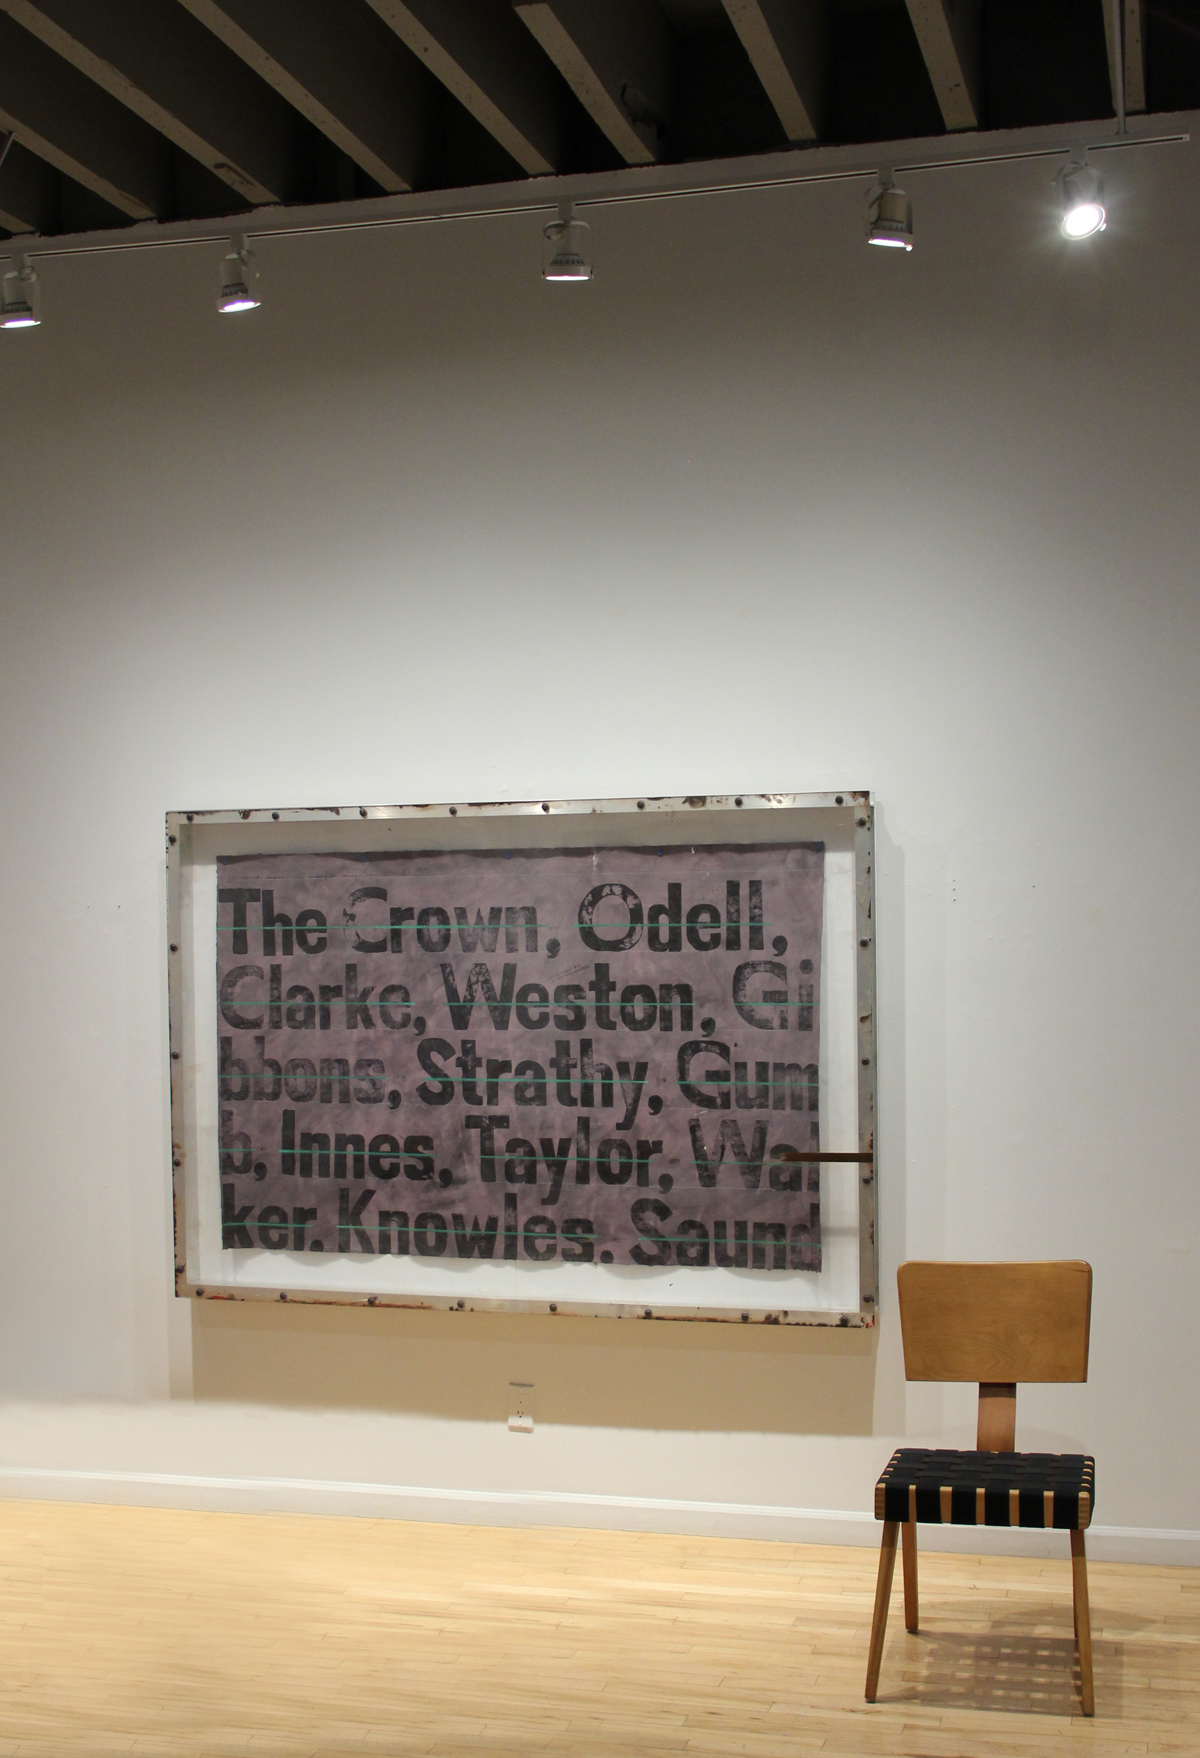 The Crown, Odell,
Clarke, Weston, Gi
bbons, Strathy, Gum
b, Innes, Taylor, Wal
ker, Knowles, Saund